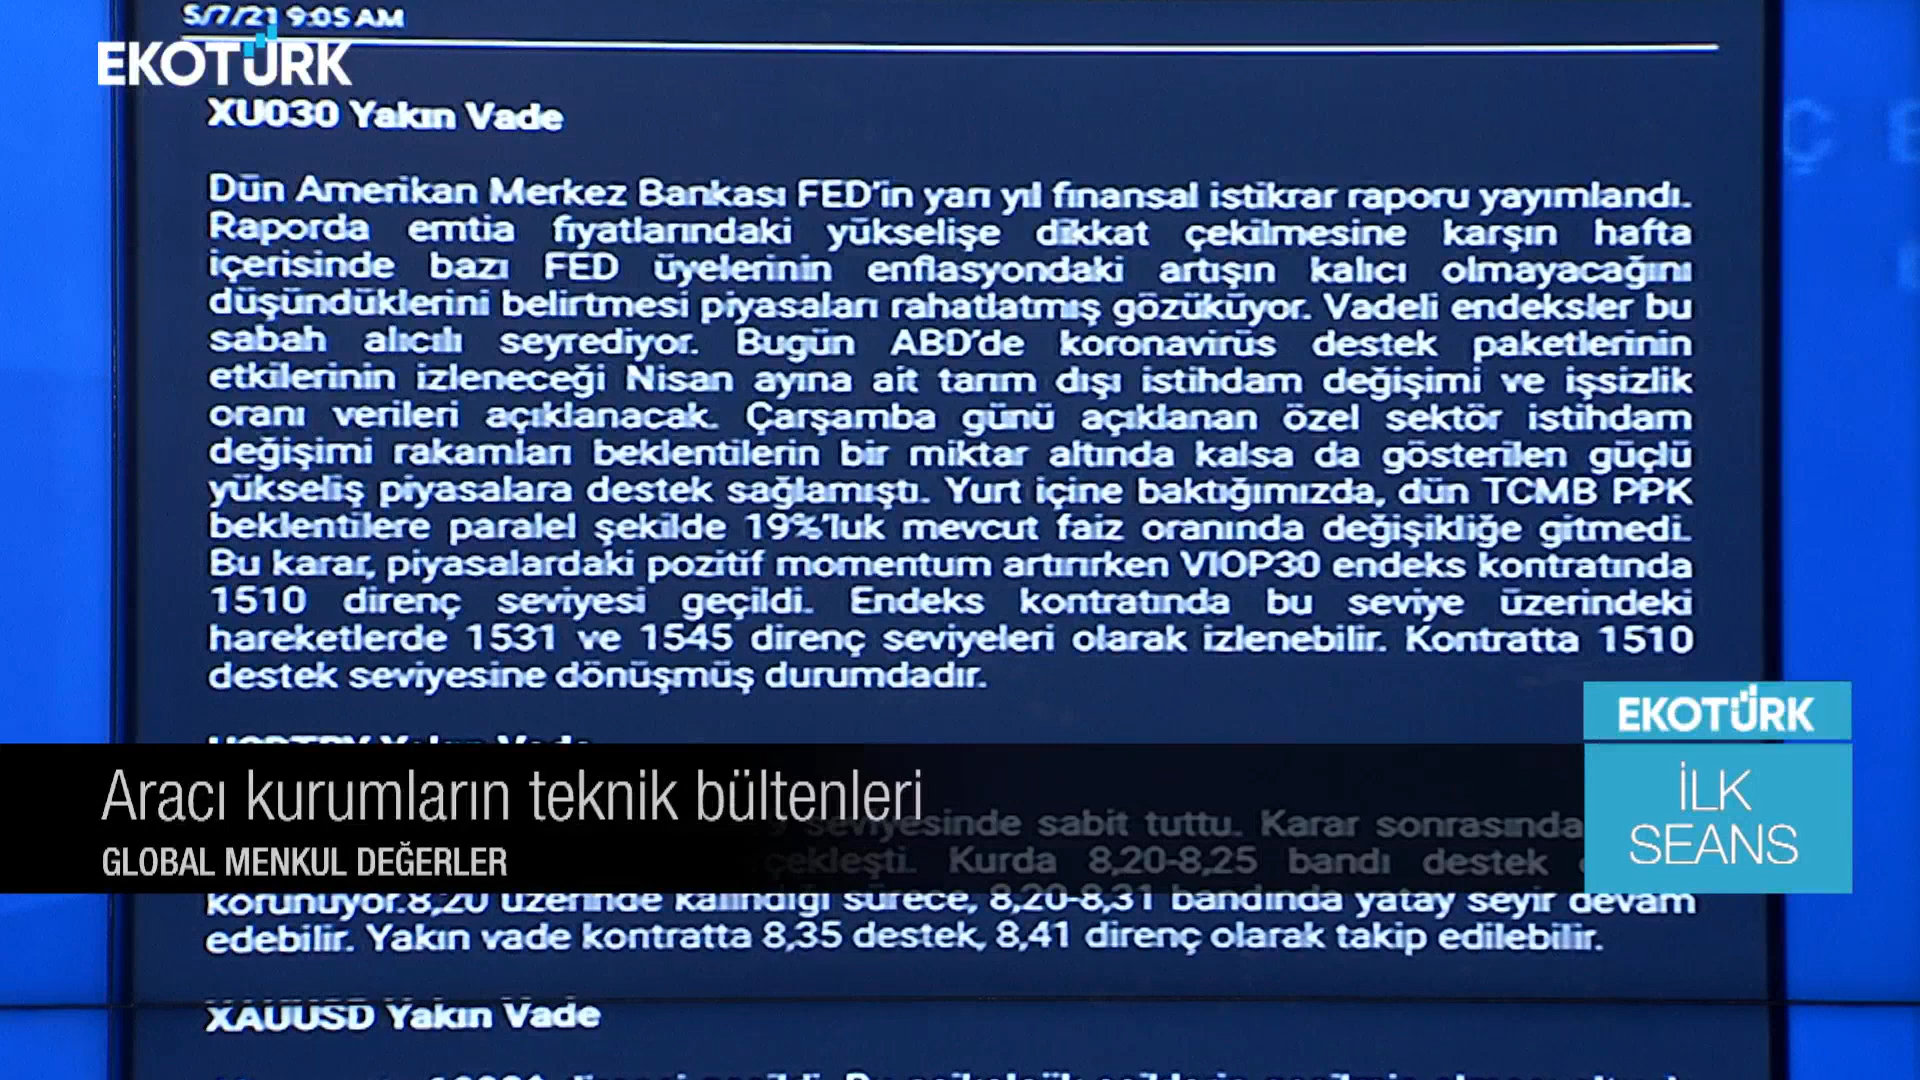 5/7/21 9:05 AM
EKOTÜRK
XU030 Yakın Vade
Dün Amerikan Merkez Bankası FED'in yarı yıl finansal istikrar raporu yayımlandı.
Raporda emtia fiyatlarındaki yükselişe dikkat çekilmesine karşın hafta
içerisinde bazı FED üyelerinin enflasyondaki artışın kalıcı olmayacağını
düşündüklerini belirtmesi piyasaları rahatlatmış gözüküyor. Vadeli endeksler bu
sabah alıcılı seyrediyor. Bugün ABD'de koronavirüs destek paketlerinin
etkilerinin izleneceği Nisan ayına ait tarım dışı istihdam değişimi ve işsizlik
oranı verileri açıklanacak. Çarşamba günü açıklanan özel sektör istihdam
değişimi rakamları beklentilerin bir miktar altında kalsa da gösterilen güçlü
yükseliş piyasalara destek sağlamıştı. Yurt içine baktığımızda, dün TCMB PPK
beklentilere paralel şekilde 19%'luk mevcut faiz oranında değişikliğe gitmedi.
Bu karar, piyasalardaki pozitif momentum artırırken VIOP30 endeks kontratında
1510 direnç seviyesi geçildi. Endeks kontratında bu seviye üzerindeki
hareketlerde 1531 ve 1545 direnç seviyeleri olarak izlenebilir. Kontratta 1510
destek seviyesine dönüşmüş durumdadır.
EKOTÜRK
İLK
SEANS
Aracı kurumların teknik bültenleri
GLOBAL MENKUL DEĞERLER
seviyesinde sabit tuttu. Karar sonrasında
Kurda 8,20-8,25 bandı destek
korunuyor.8,20 üzerinde kalındığı sürece, 8,20-8,31 bandında yatay seyir devam
edebilir. Yakın vade kontratta 8,35 destek, 8,41 direnç olarak takip edilebilir.
XAUUSD Yakın Vade